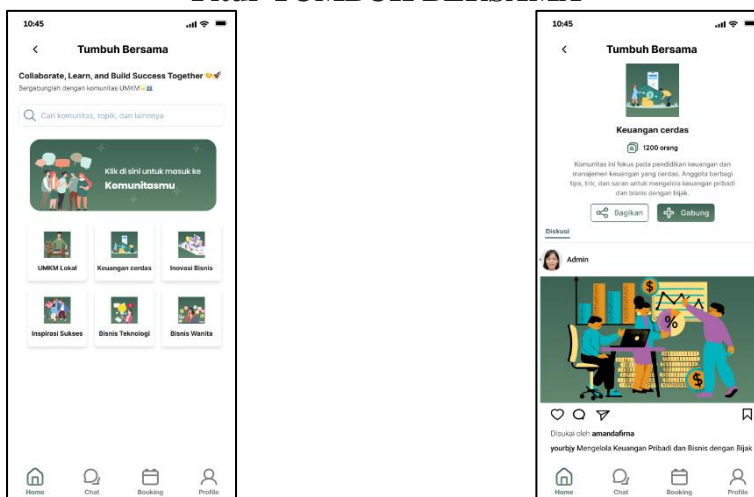 Fitur TUMBUH BERSAMA
10:45
Tumbuh Bersama
Collaborate, Learn, and Build Success Together
Bergabunglah dengan komunitas UMKM
Cari komunitas, topik, dan lainnnya
Klik di sini untuk masuk ke
Komunitasmu
UMKM Lokal
Keuangan cerdas
Inovasi Bisnis
Inspirasi Sukses
Bisnis Teknologi
Bisnis Wanita
Home
Chat
Booking
Profile
10:45
Tumbuh Bersama
Keuangan cerdas
1200 orang
Komunitas ini fokus pada pendidikan keuangan dan
manajemen keuangan yang cerdas. Anggota berbagi
tips, trik, dan saran untuk mengelola keuangan pribadi
dan bisnis dengan bijak.
Bagikan
Gabung
Diskusi
Admin
$
%
$
Disukai oleh amandafirna
yourbjy Mengelola Keuangan Pribadi dan Bisnis dengan Bijak
Home
Chat
Booking
Profile